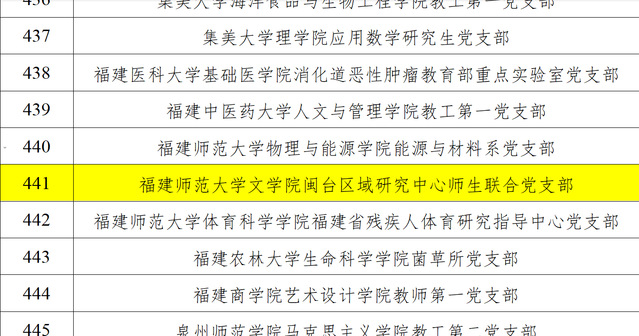 436 集美大学海洋食品与生物工程学院教工第一党支部
437 集美大学理学院应用数学研究生党支部
438 福建医科大学基础医学院消化道恶性肿瘤教育部重点实验室党支部
439 福建中医药大学人文与管理学院教工第一党支部
440 福建师范大学物理与能源学院能源与材料系党支部
441 福建师范大学文学院闽台区域研究中心师生联合党支部
442 福建师范大学体育科学学院福建省残疾人体育研究指导中心党支部
443 福建农林大学生命科学学院菌草所党支部
444 福建商学院艺术设计学院教师第一党支部
445 泉州师范学院马克思主义学院教工第二党支部